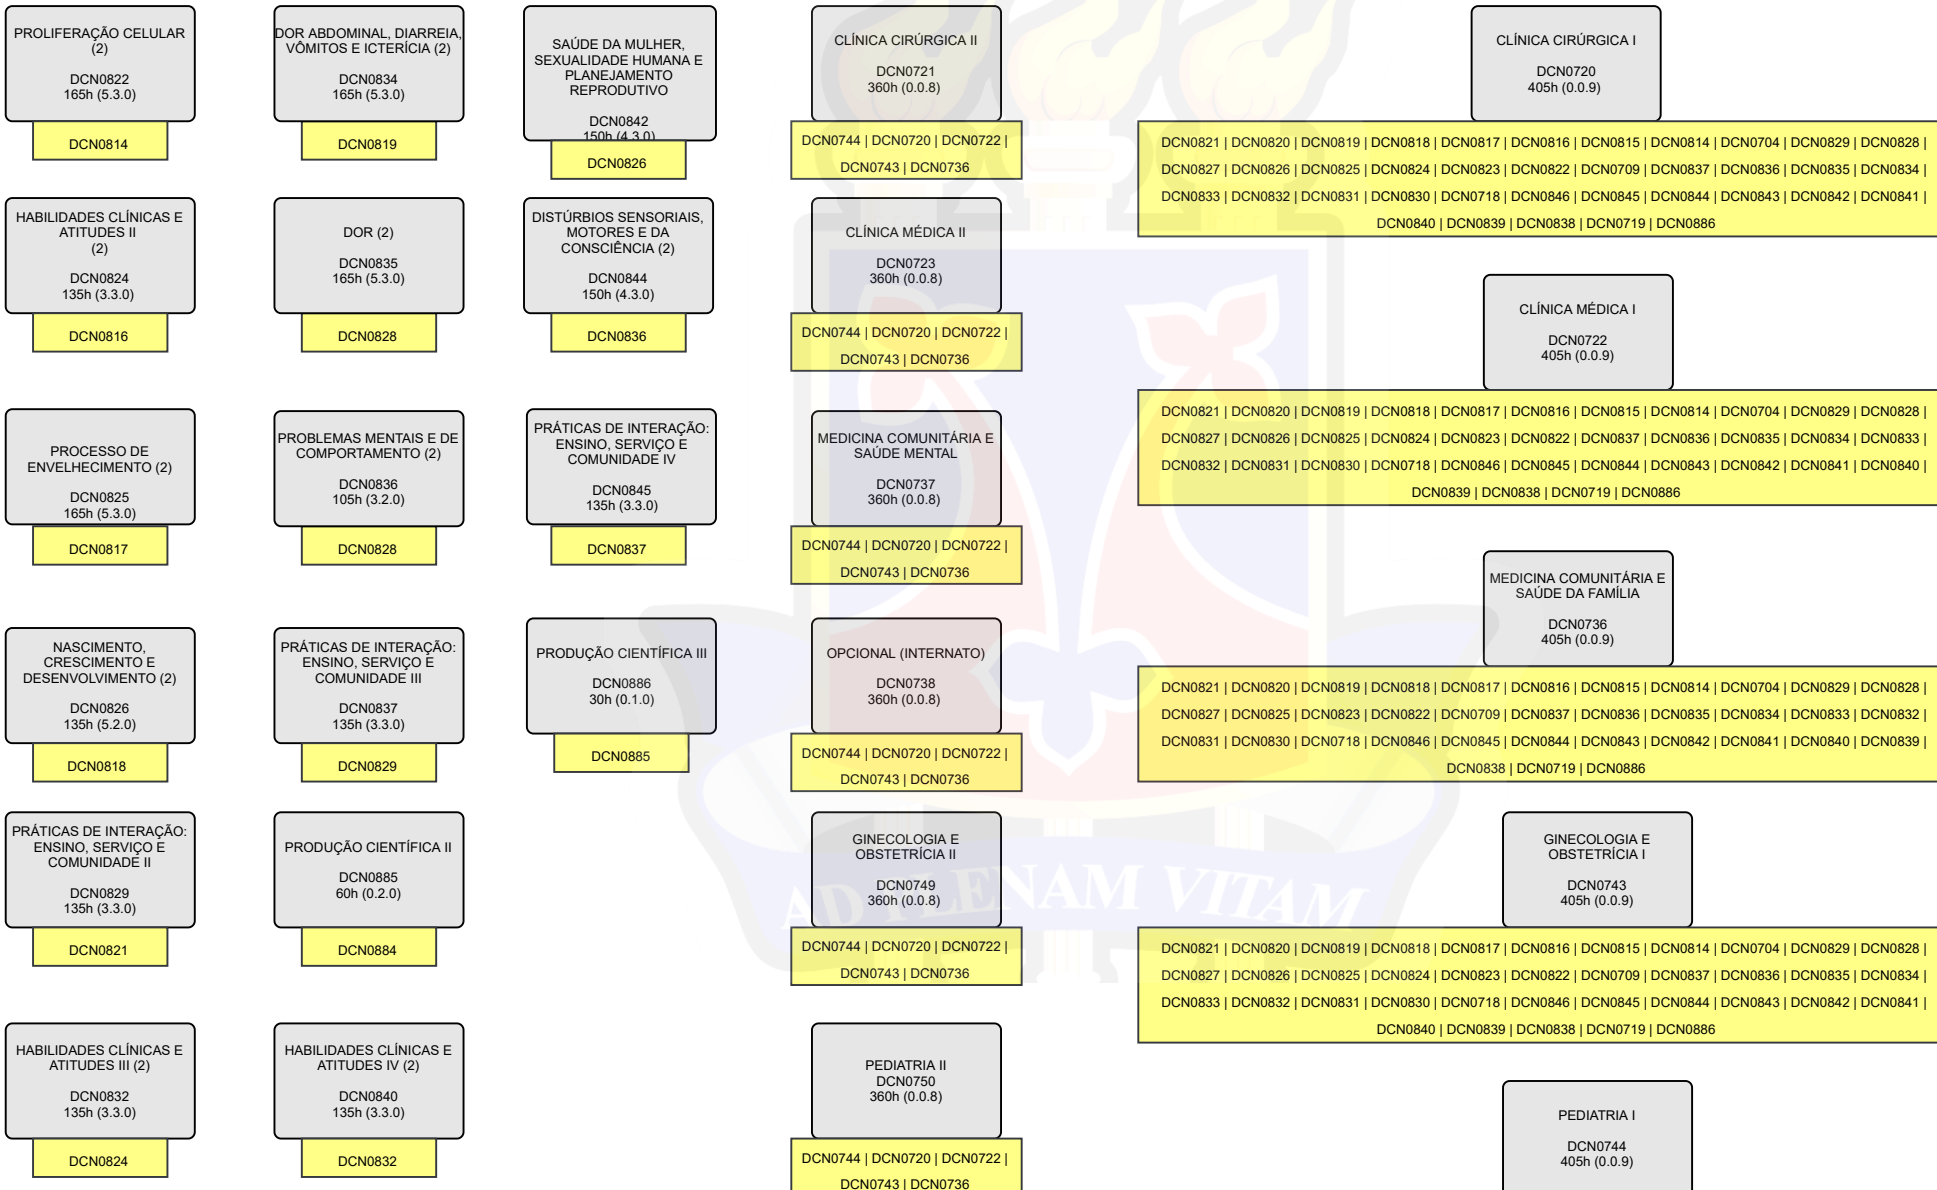 PROLIFERAÇÃO CELULAR
(2)
DCN0822
165h (5.3.0)
DCN0814
HABILIDADES CLÍNICAS E
ATITUDES II
(2)
DCN0824
135h (3.3.0)
DCN0816
PROCESSO DE
ENVELHECIMENTO (2)
DCN0825
165h (5.3.0)
DCN0817
NASCIMENTO,
CRESCIMENTO E
DESENVOLVIMENTO (2)
DCN0826
135h (5.2.0)
DCN0818
PRÁTICAS DE INTERAÇÃO:
ENSINO, SERVIÇO E
COMUNIDADE II
DCN0829
135h (3.3.0)
DCN0821
HABILIDADES CLÍNICAS E
ATITUDES III (2)
DCN0832
135h (3.3.0)
DCN0824
DOR ABDOMINAL, DIARREIA,
VÔMITOS E ICTERÍCIA (2)
DCN0834
165h (5.3.0)
DCN0819
DOR (2)
DCN0835
165h (5.3.0)
DCN0828
PROBLEMAS MENTAIS E DE
COMPORTAMENTO (2)
DCN0836
105h (3.2.0)
DCN0828
PRÁTICAS DE INTERAÇÃO:
ENSINO, SERVIÇO E
COMUNIDADE III
DCN0837
135h (3.3.0)
DCN0829
PRODUÇÃO CIENTÍFICA II
DCN0885
60h (0.2.0)
DCN0884
HABILIDADES CLÍNICAS E
ATITUDES IV (2)
DCN0840
135h (3.3.0)
DCN0832
SAÚDE DA MULHER,
SEXUALIDADE HUMANA E
PLANEJAMENTO
REPRODUTIVO
DCN0842
150h (4.3.0)
DCN0826
DISTÚRBIOS SENSORIAIS,
MOTORES E DA
CONSCIÊNCIA (2)
DCN0844
150h (4.3.0)
DCN0836
PRÁTICAS DE INTERAÇÃO:
ENSINO, SERVIÇO E
COMUNIDADE IV
DCN0845
135h (3.3.0)
DCN0837
PRODUÇÃO CIENTÍFICA III
DCN0886
30h (0.1.0)
DCN0885
CLÍNICA CIRÚRGICA II
DCN0721
360h (0.0.8)
DCN0744 | DCN0720 | DCN0722 |
DCN0743 | DCN0736
CLÍNICA MÉDICA II
DCN0723
360h (0.0.8)
DCN0744 | DCN0720 | DCN0722 |
DCN0743 | DCN0736
MEDICINA COMUNITÁRIA E
SAÚDE MENTAL
DCN0737
360h (0.0.8)
DCN0744 | DCN0720 | DCN0722 |
DCN0743 | DCN0736
OPCIONAL (INTERNATO)
DCN0738
360h (0.0.8)
DCN0744 | DCN0720 | DCN0722 |
DCN0743 | DCN0736
GINECOLOGIA E
OBSTETRÍCIA II
DCN0749
360h (0.0.8)
DCN0744 | DCN0720 | DCN0722 |
DCN0743 | DCN0736
PEDIATRIA II
DCN0750
360h (0.0.8)
DCN0744 | DCN0720 | DCN0722 |
DCN0743 | DCN0736
CLÍNICA CIRÚRGICA I
DCN0720
405h (0.0.9)
DCN0821 | DCN0820 | DCN0819 | DCN0818 | DCN0817 | DCN0816 | DCN0815 | DCN0814 | DCN0704 | DCN0829 | DCN0828 |
DCN0827 | DCN0826 | DCN0825 | DCN0824 | DCN0823 | DCN0822 | DCN0709 | DCN0837 | DCN0836 | DCN0835 | DCN0834 |
DCN0833 | DCN0832 | DCN0831 | DCN0830 | DCN0718 | DCN0846 | DCN0845 | DCN0844 | DCN0843 | DCN0842 | DCN0841 |
DCN0840 | DCN0839 | DCN0838 | DCN0719 | DCN0886
CLÍNICA MÉDICA I
DCN0722
405h (0.0.9)
DCN0821 | DCN0820 | DCN0819 | DCN0818 | DCN0817 | DCN0816 | DCN0815 | DCN0814 | DCN0704 | DCN0829 | DCN0828 |
DCN0827 | DCN0826 | DCN0825 | DCN0824 | DCN0823 | DCN0822 | DCN0837 | DCN0836 | DCN0835 | DCN0834 | DCN0833 |
DCN0832 | DCN0831 | DCN0830 | DCN0718 | DCN0846 | DCN0845 | DCN0844 | DCN0843 | DCN0842 | DCN0841 | DCN0840 |
DCN0839 | DCN0838 | DCN0719 | DCN0886
MEDICINA COMUNITÁRIA E
SAÚDE DA FAMÍLIA
DCN0736
405h (0.0.9)
DCN0821 | DCN0820 | DCN0819 | DCN0818 | DCN0817 | DCN0816 | DCN0815 | DCN0814 | DCN0704 | DCN0829 | DCN0828 |
DCN0827 | DCN0825 | DCN0823 | DCN0822 | DCN0709 | DCN0837 | DCN0836 | DCN0835 | DCN0834 | DCN0833 | DCN0832 |
DCN0831 | DCN0830 | DCN0718 | DCN0846 | DCN0845 | DCN0844 | DCN0843 | DCN0842 | DCN0841 | DCN0840 | DCN0839 |
DCN0838 | DCN0719 | DCN0886
GINECOLOGIA E
OBSTETRÍCIA I
DCN0743
405h (0.0.9)
DCN0821 | DCN0820 | DCN0819 | DCN0818 | DCN0817 | DCN0816 | DCN0815 | DCN0814 | DCN0704 | DCN0829 | DCN0828 |
DCN0827 | DCN0826 | DCN0825 | DCN0824 | DCN0823 | DCN0822 | DCN0709 | DCN0837 | DCN0836 | DCN0835 | DCN0834 |
DCN0833 | DCN0832 | DCN0831 | DCN0830 | DCN0718 | DCN0846 | DCN0845 | DCN0844 | DCN0843 | DCN0842 | DCN0841 |
DCN0840 | DCN0839 | DCN0838 | DCN0719 | DCN0886
PEDIATRIA I
DCN0744
405h (0.0.9)
AD PLENAM VITAM